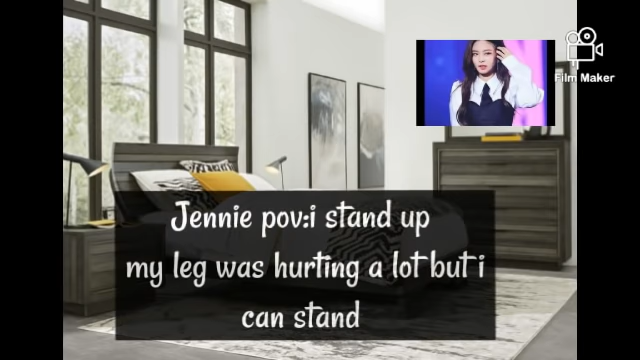 Film Maker
Jennie pov:i stand up
my leg was hurting a lot but i
can stand